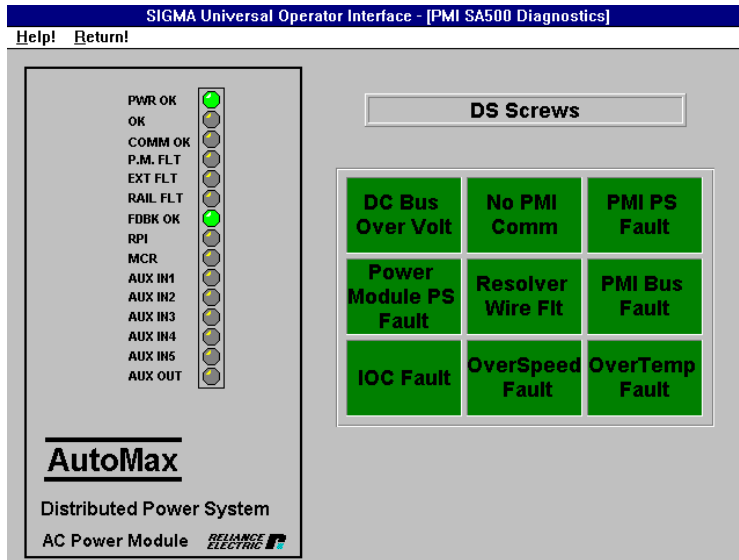 SIGMA Universal Operator Interface - [PMI SA500 Diagnostics]
Help! Return!
PWR OK
OK
COMM OK
P.M. FLT
EXT FLT
RAIL FLT
FDBK OK
RPI
MCR
AUX IN1
AUX IN2
AUX IN3
AUX IN4
AUX IN5
AUX OUT
AutoMax
Distributed Power System
AC Power Module
RELIANCE
ELECTRIC
DS Screws
DC Bus
Over Volt
No PMI
Comm
PMI PS
Fault
Power
Module PS
Fault
Resolver
Wire Flt
PMI Bus
Fault
IOC Fault
OverSpeed
Fault
OverTemp
Fault